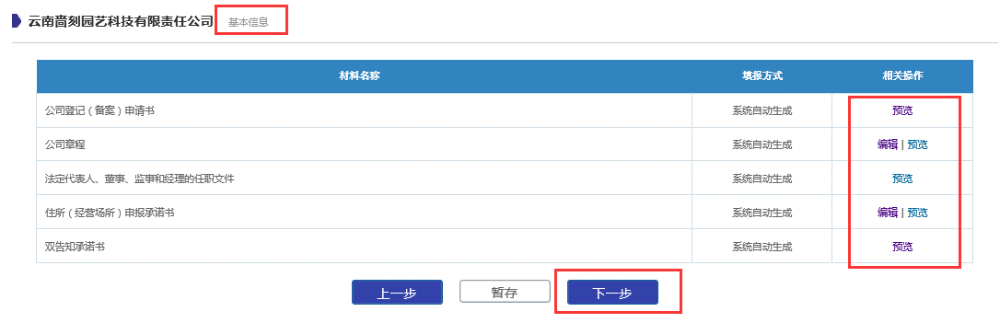 云南啬刻园艺科技有限责任公司 基本信息
材料名称 填报方式 相关操作
公司登记（备案）申请书 系统自动生成 预览
公司章程 系统自动生成 编辑 | 预览
法定代表人、董事、监事和经理的任职文件 系统自动生成 预览
住所（经营场所）申报承诺书 系统自动生成 编辑 | 预览
双告知承诺书 系统自动生成 预览
上一步 暂存 下一步